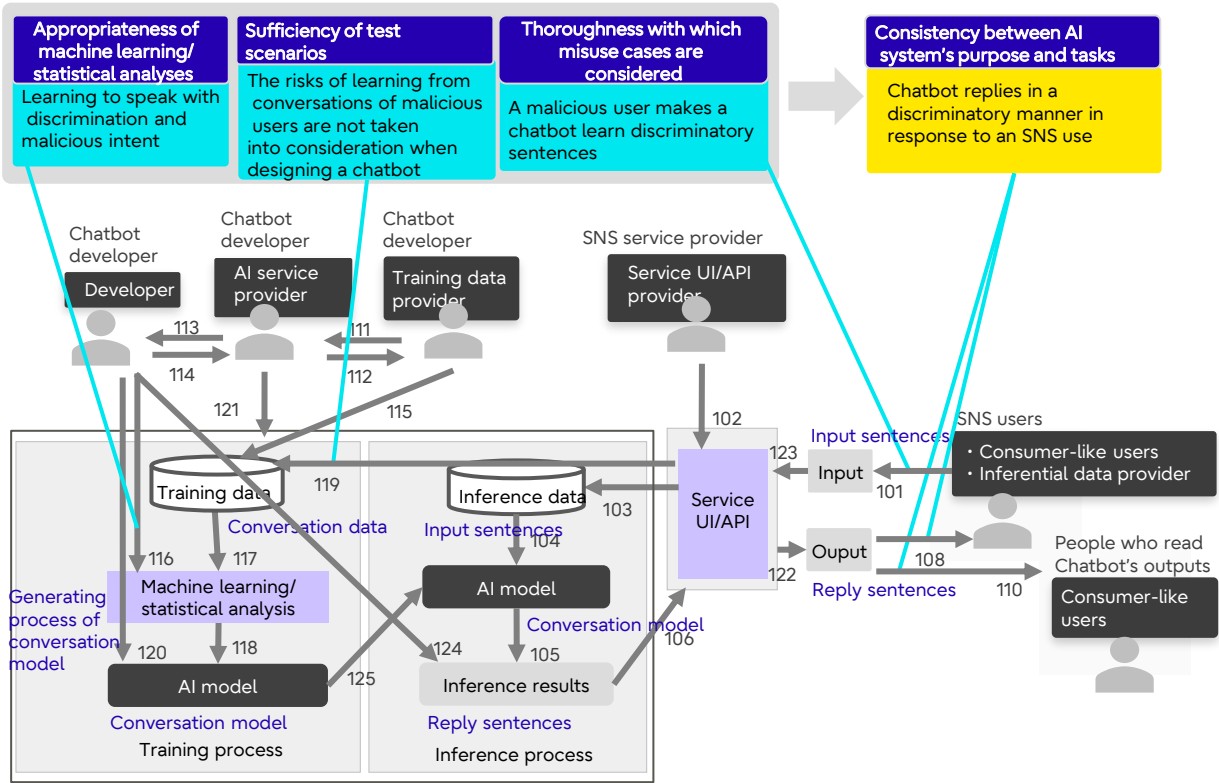 Appropriateness of
machine learning/
statistical analyses
Learning to speak with
discrimination and
malicious intent
Sufficiency of test
scenarios
The risks of learning from
conversations of malicious
users are not taken
into consideration when
designing a chatbot
Thoroughness with which
misuse cases are
considered
A malicious user makes a
chatbot learn discriminatory
sentences
Consistency between AI
system's purpose and tasks
Chatbot replies in a
discriminatory manner in
response to an SNS use
Chatbot
developer
Developer
Chatbot
developer
AI service
provider
Chatbot
developer
Training data
provider
SNS service provider
Service UI/API
provider
113
114
111
112
121
115
102
SNS users
・Consumer-like users
・Inferential data provider
Input sentences
123
Input
101
Training data
119
Inference data
103
Service
UI/API
Conversation data
Input sentences
104
Ouput
122
108
Reply sentences
110
People who read
Chatbot's outputs
Consumer-like
users
116
117
Machine learning/
statistical analysis
AI model
Generating
process of
conversation
model
Conversation model
106
120
118
124
105
125
AI model
Inference results
Conversation model
Reply sentences
Training process
Inference process